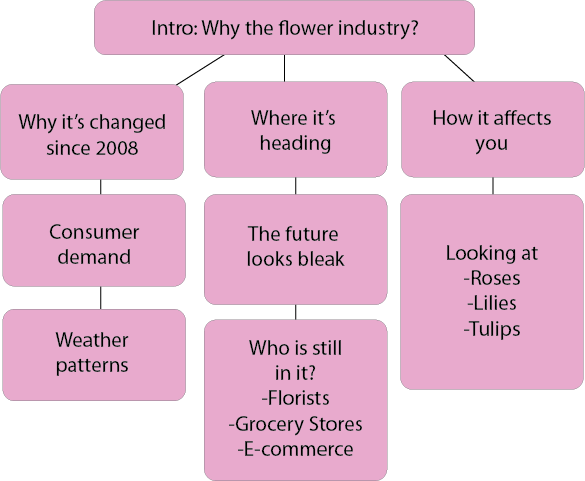 Intro: Why the flower industry?
Why it's changed
since 2008
Consumer
demand
Weather
patterns
Where it's
heading
The future
looks bleak
Who is still
in it?
-Florists
-Grocery Stores
-E-commerce
How it affects
you
Looking at
-Roses
-Lilies
-Tulips